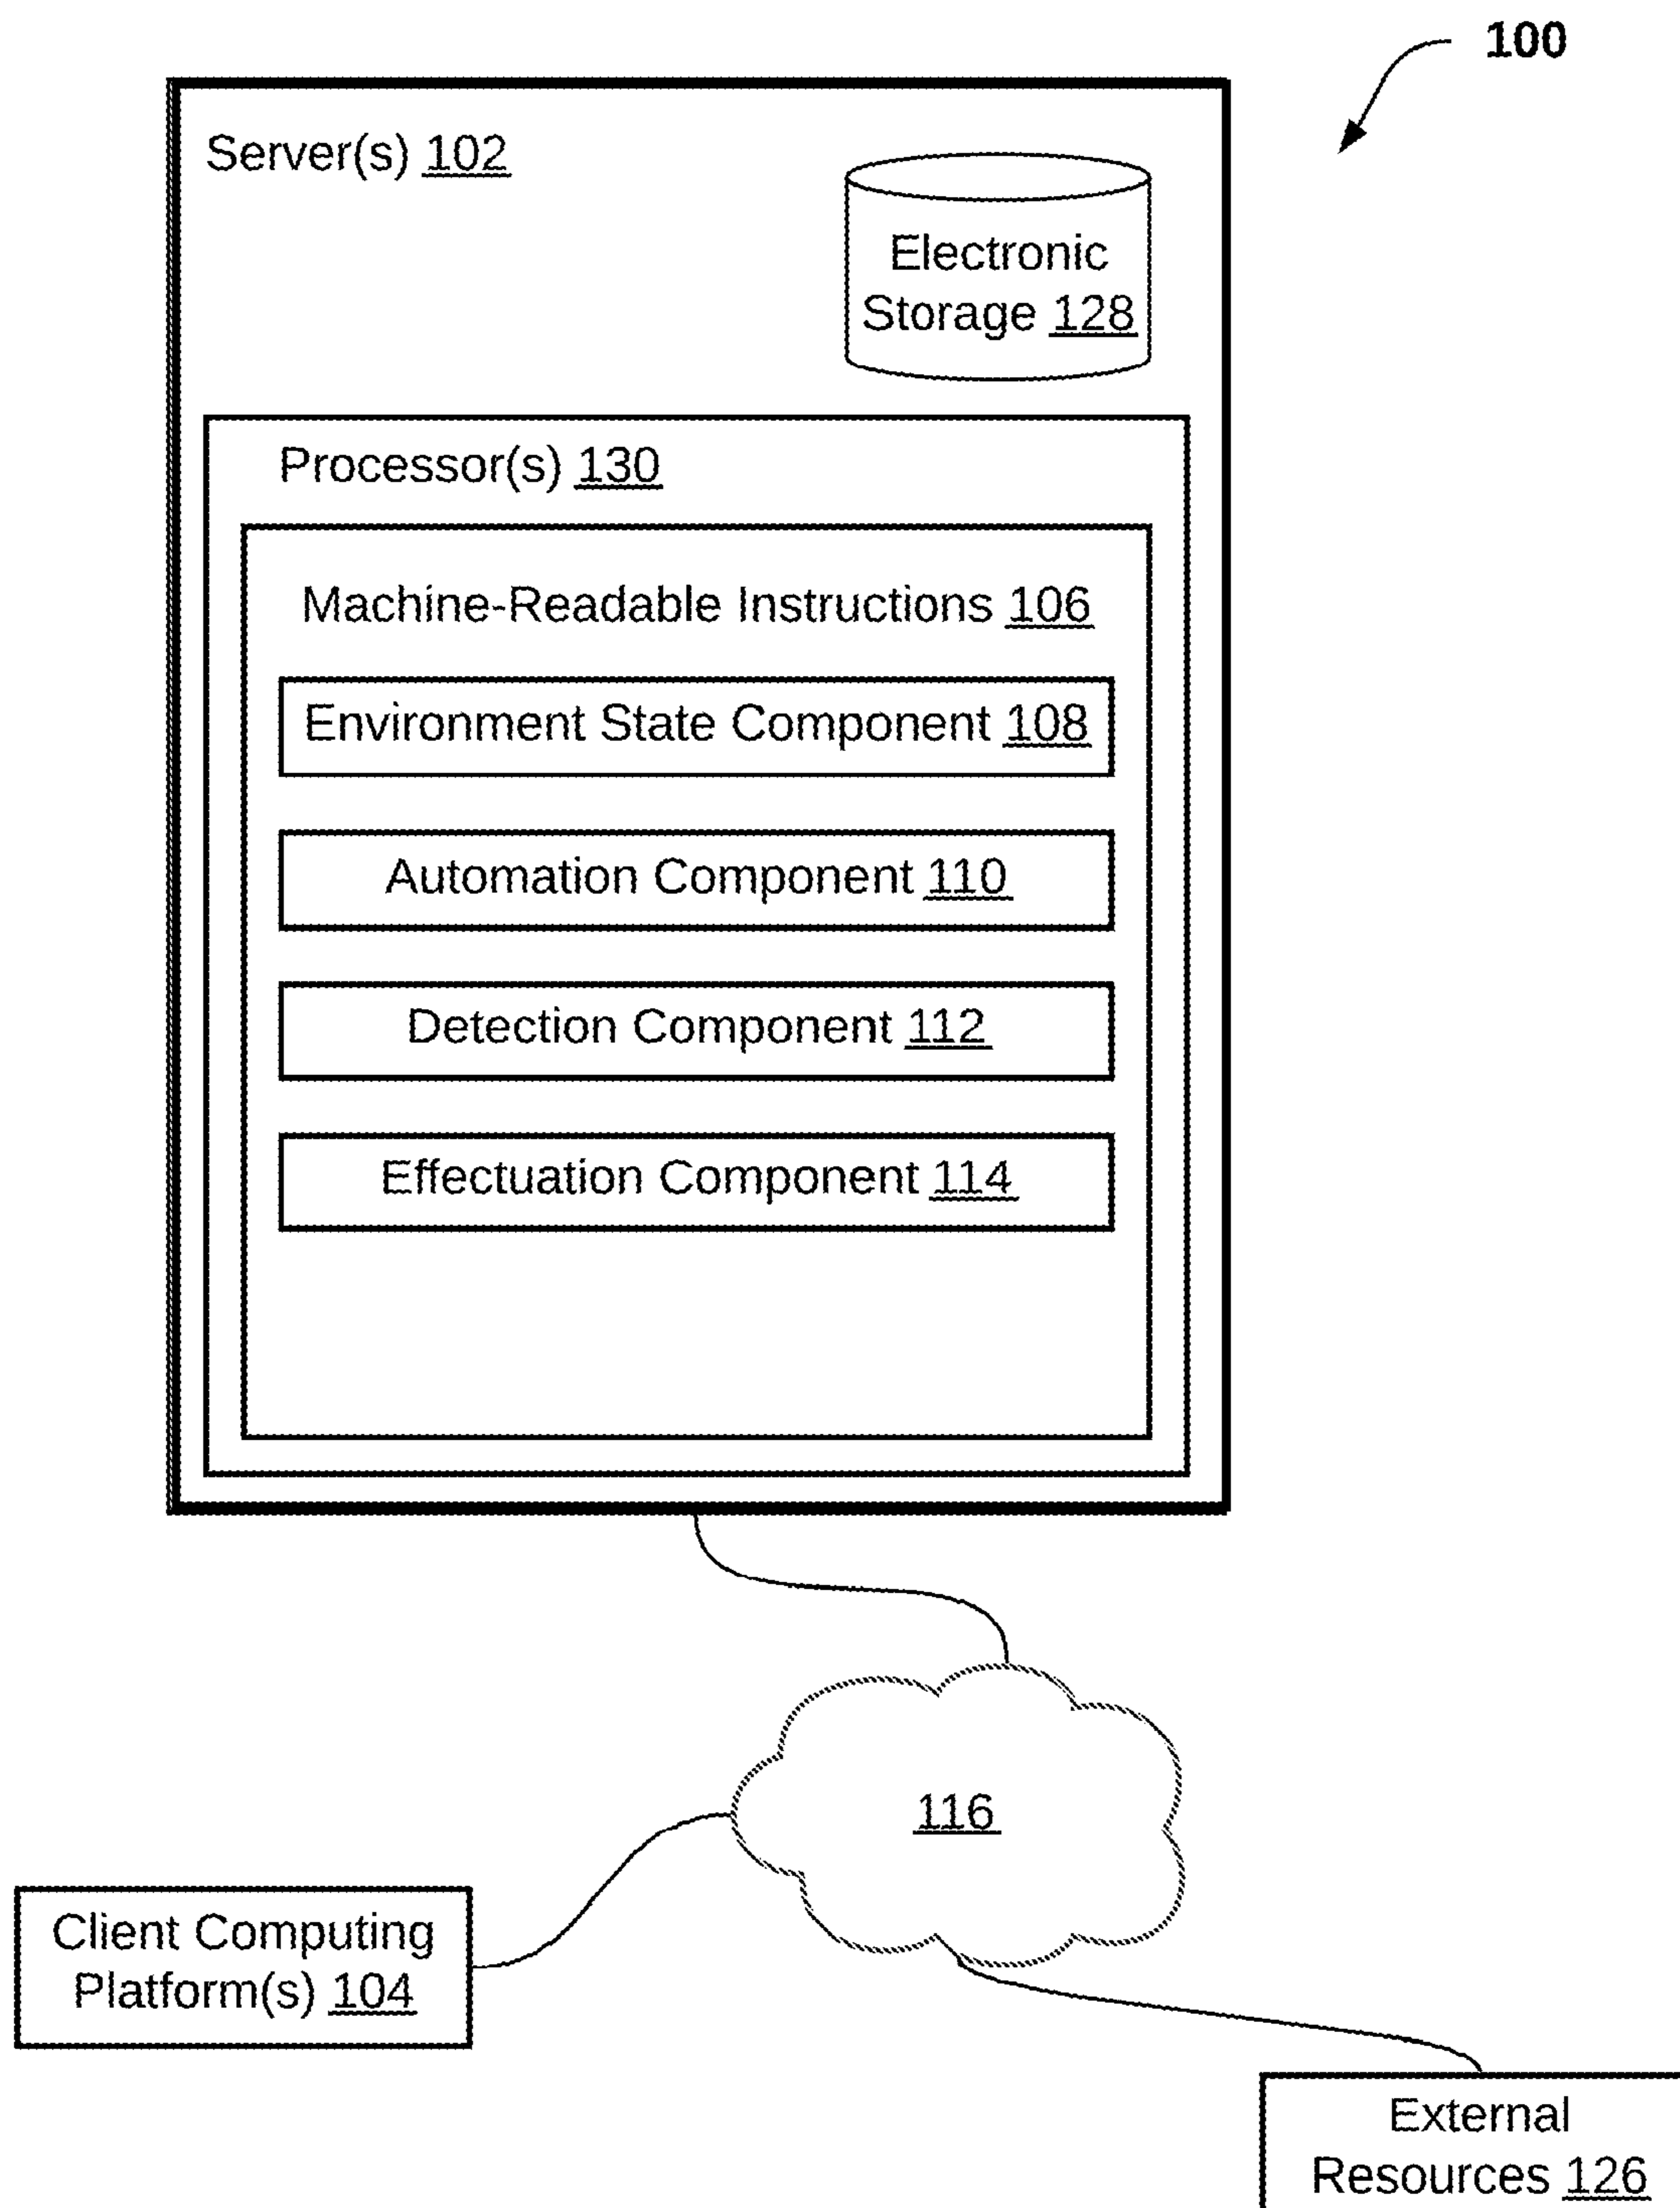 100
Server(s) 102
Electronic
Storage 128
Processor(s) 130
Machine-Readable Instructions 106
Environment State Component 108
Automation Component 110
Detection Component 112
Effectuation Component 114
116
Client Computing
Platform(s) 104
External
Resources 126